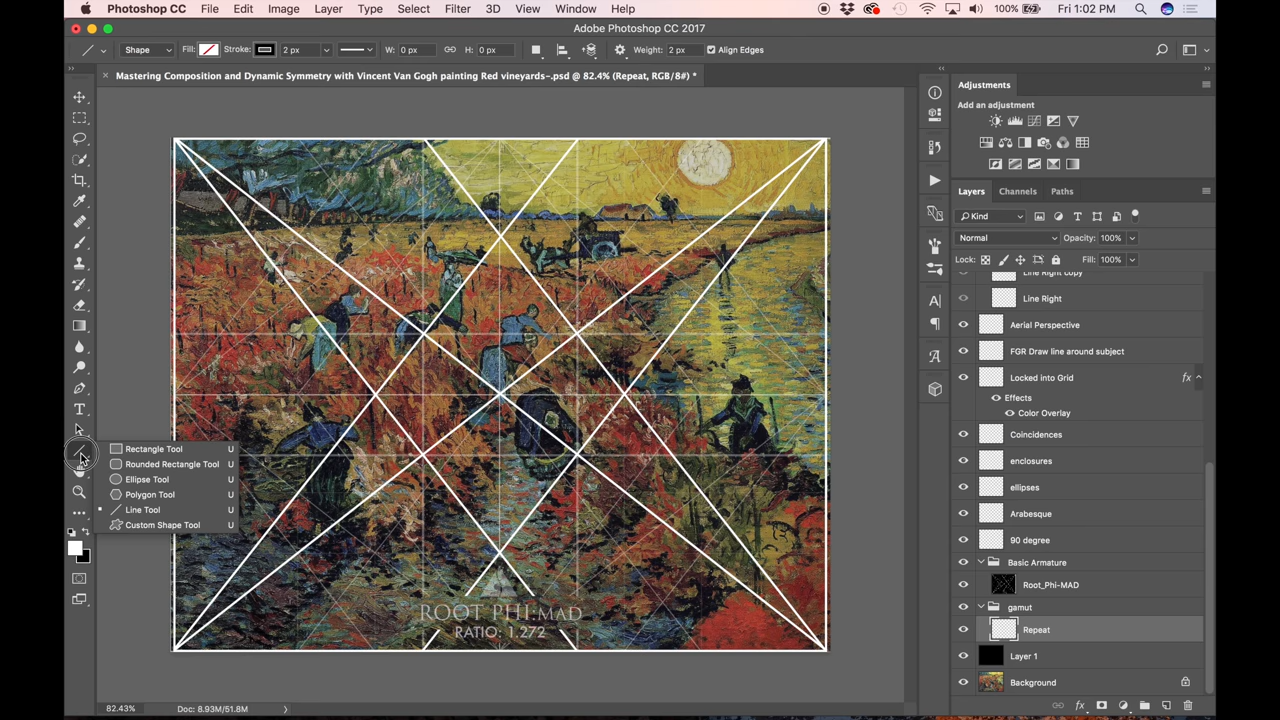 Photoshop CC File Edit Image Layer Type Select Filter 3D View Window Help 100% Fri 1:02 PM
Adobe Photoshop CC 2017
Shape Fill: Stroke: 2 px W: 0 px H: 0 px Weight: 2 px Align Edges
Mastering Composition and Dynamic Symmetry with Vincent Van Gogh painting Red vineyards-.psd @ 82.4% (Repeat, RGB/8#) *
Adjustments
Add an adjustment
Layers Channels Paths
Kind
Normal Opacity: 100%
Lock: Fill: 100%
Line Right copy
Line Right
Aerial Perspective
FGR Draw line around subject
Locked into Grid fx
Effects
Color Overlay
Coincidences
enclosures
ellipses
Arabesque
90 degree
Basic Armature
Root_Phi-MAD
gamut
Repeat
Layer 1
Background
Rectangle Tool U
Rounded Rectangle Tool U
Ellipse Tool U
Polygon Tool U
Line Tool U
Custom Shape Tool U
ROOT PHI:MAD
RATIO: 1.272
82.43% Doc: 8.93M/51.8M